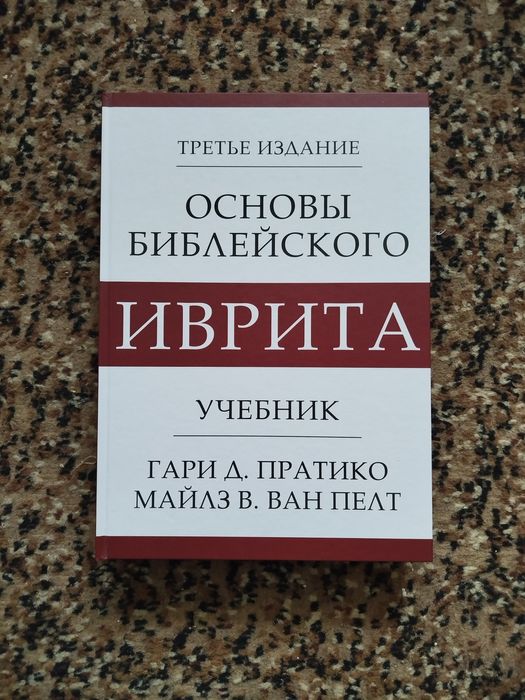 ТРЕТЬЕ ИЗДАНИЕ
ОСНОВЫ
БИБЛЕЙСКОГО
ИВРИТА
УЧЕБНИК
ГАРИ Д. ПРАТИКО
МАЙЛЗ В. ВАН ПЕЛТ